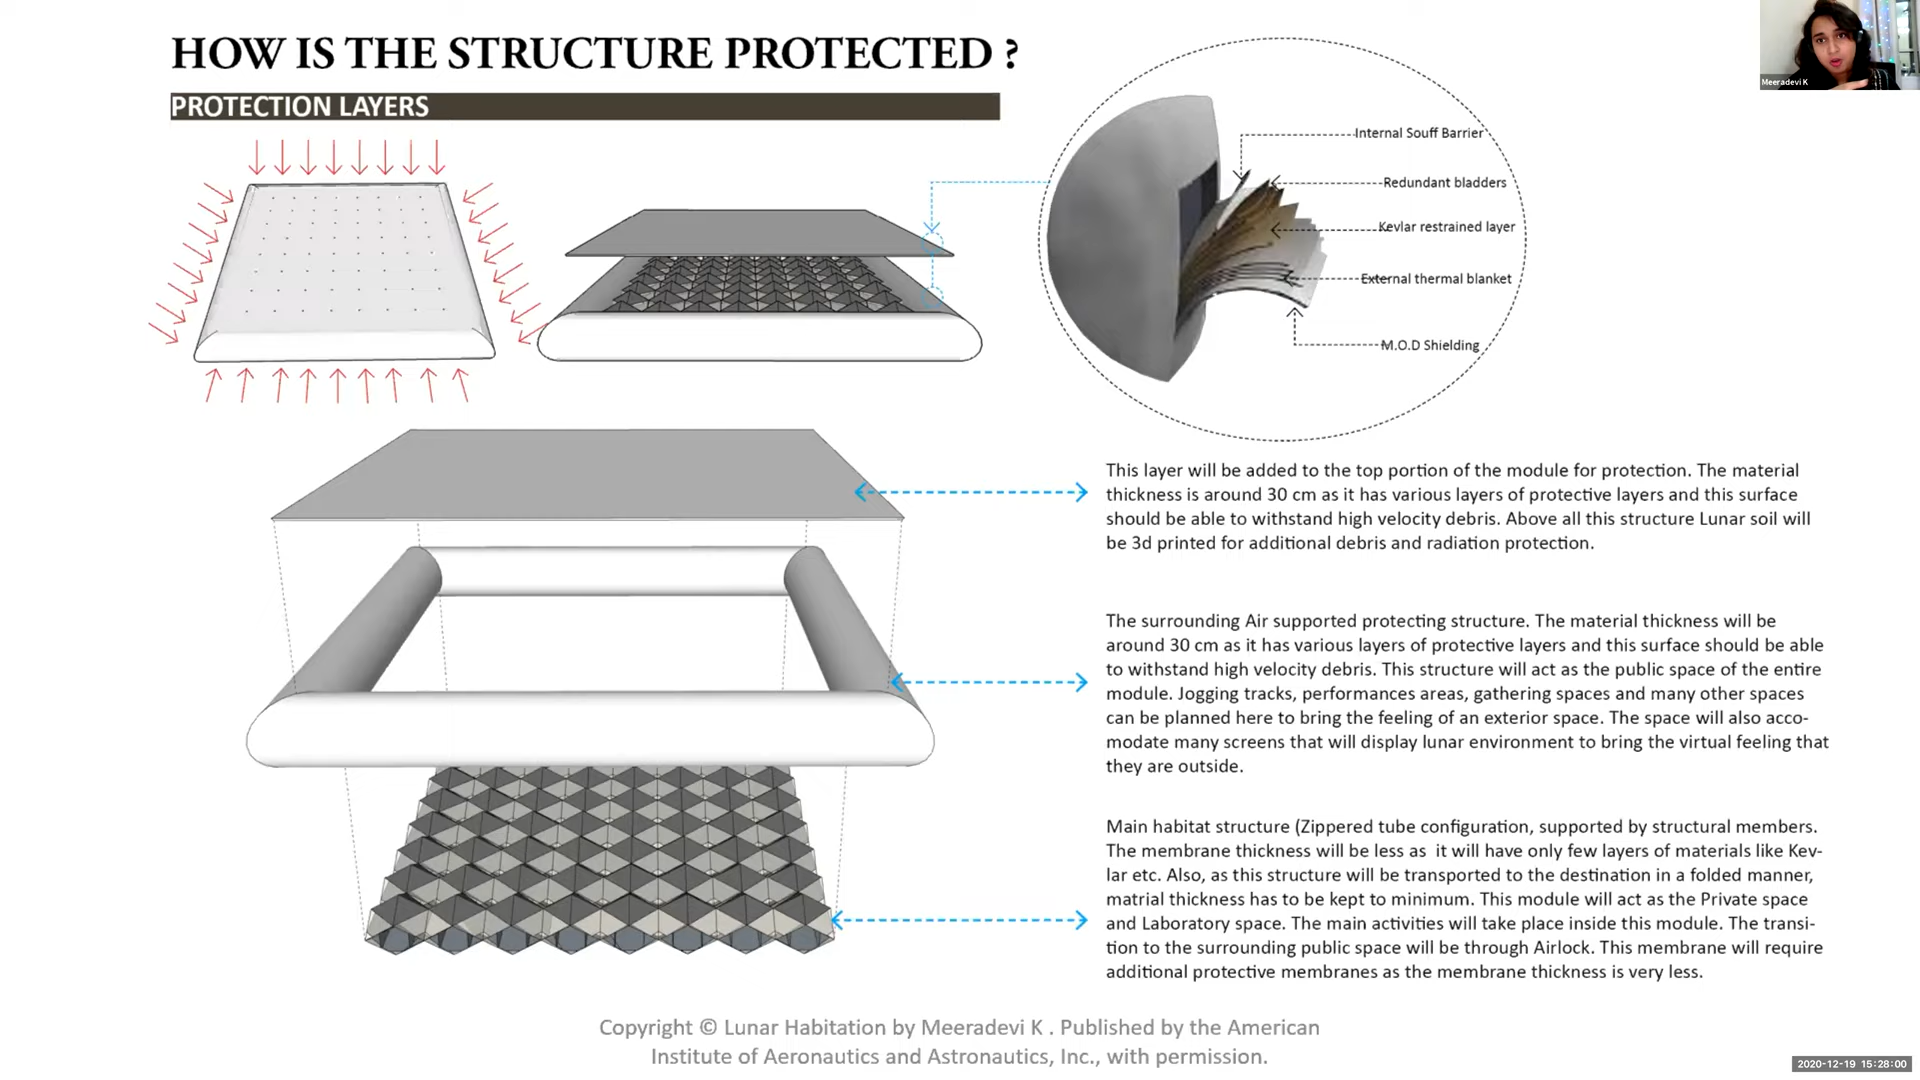 HOW IS THE STRUCTURE PROTECTED ?
PROTECTION LAYERS
Meeradevi K
Internal Souff Barrier
Redundant bladders
Kevlar restrained layer
External thermal blanket
M.O.D Shielding
This layer will be added to the top portion of the module for protection. The material
thickness is around 30 cm as it has various layers of protective layers and this surface
should be able to withstand high velocity debris. Above all this structure Lunar soil will
be 3d printed for additional debris and radiation protection.
The surrounding Air supported protecting structure. The material thickness will be
around 30 cm as it has various layers of protective layers and this surface should be able
to withstand high velocity debris. This structure will act as the public space of the entire
module. Jogging tracks, performances areas, gathering spaces and many other spaces
can be planned here to bring the feeling of an exterior space. The space will also acco-
modate many screens that will display lunar environment to bring the virtual feeling that
they are outside.
Main habitat structure (Zippered tube configuration, supported by structural members.
The membrane thickness will be less as it will have only few layers of materials like Kev-
lar etc. Also, as this structure will be transported to the destination in a folded manner,
matrial thickness has to be kept to minimum. This module will act as the Private space
and Laboratory space. The main activities will take place inside this module. The transi-
tion to the surrounding public space will be through Airlock. This membrane will require
additional protective membranes as the membrane thickness is very less.
Copyright © Lunar Habitation by Meeradevi K . Published by the American
Institute of Aeronautics and Astronautics, Inc., with permission.
2020-12-19 15:28:00